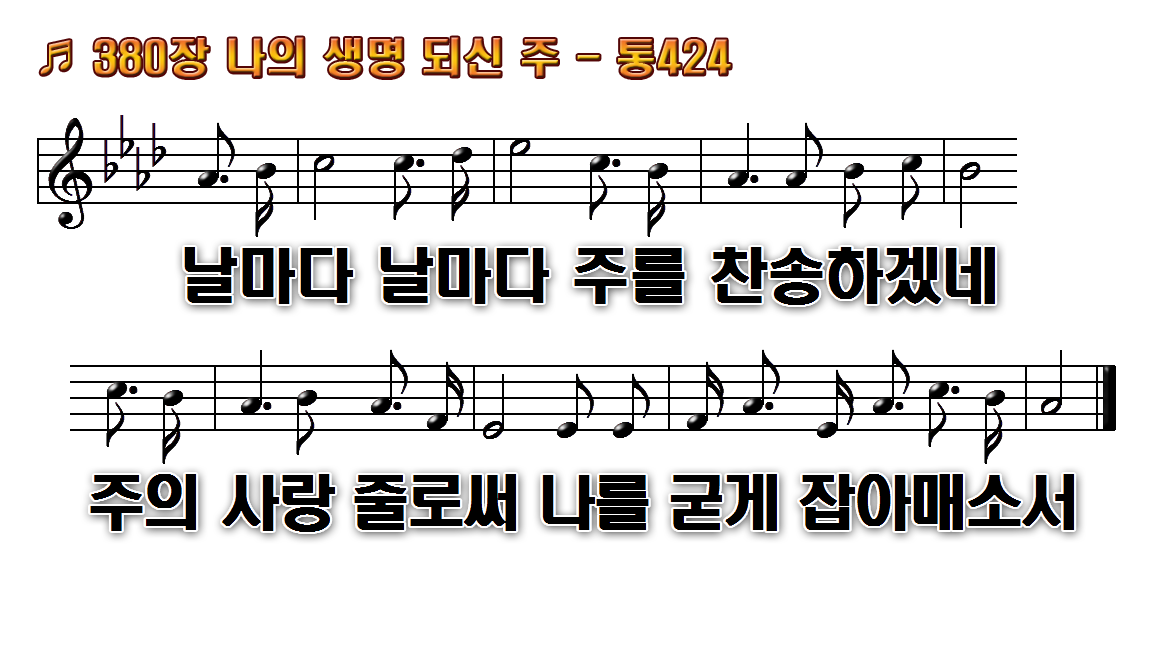 ♬ 380장 나의 생명 되신 주 - 통424
날마다 날마다 주를 찬송하겠네
주의 사랑 줄로써 나를 굳게 잡아매소서